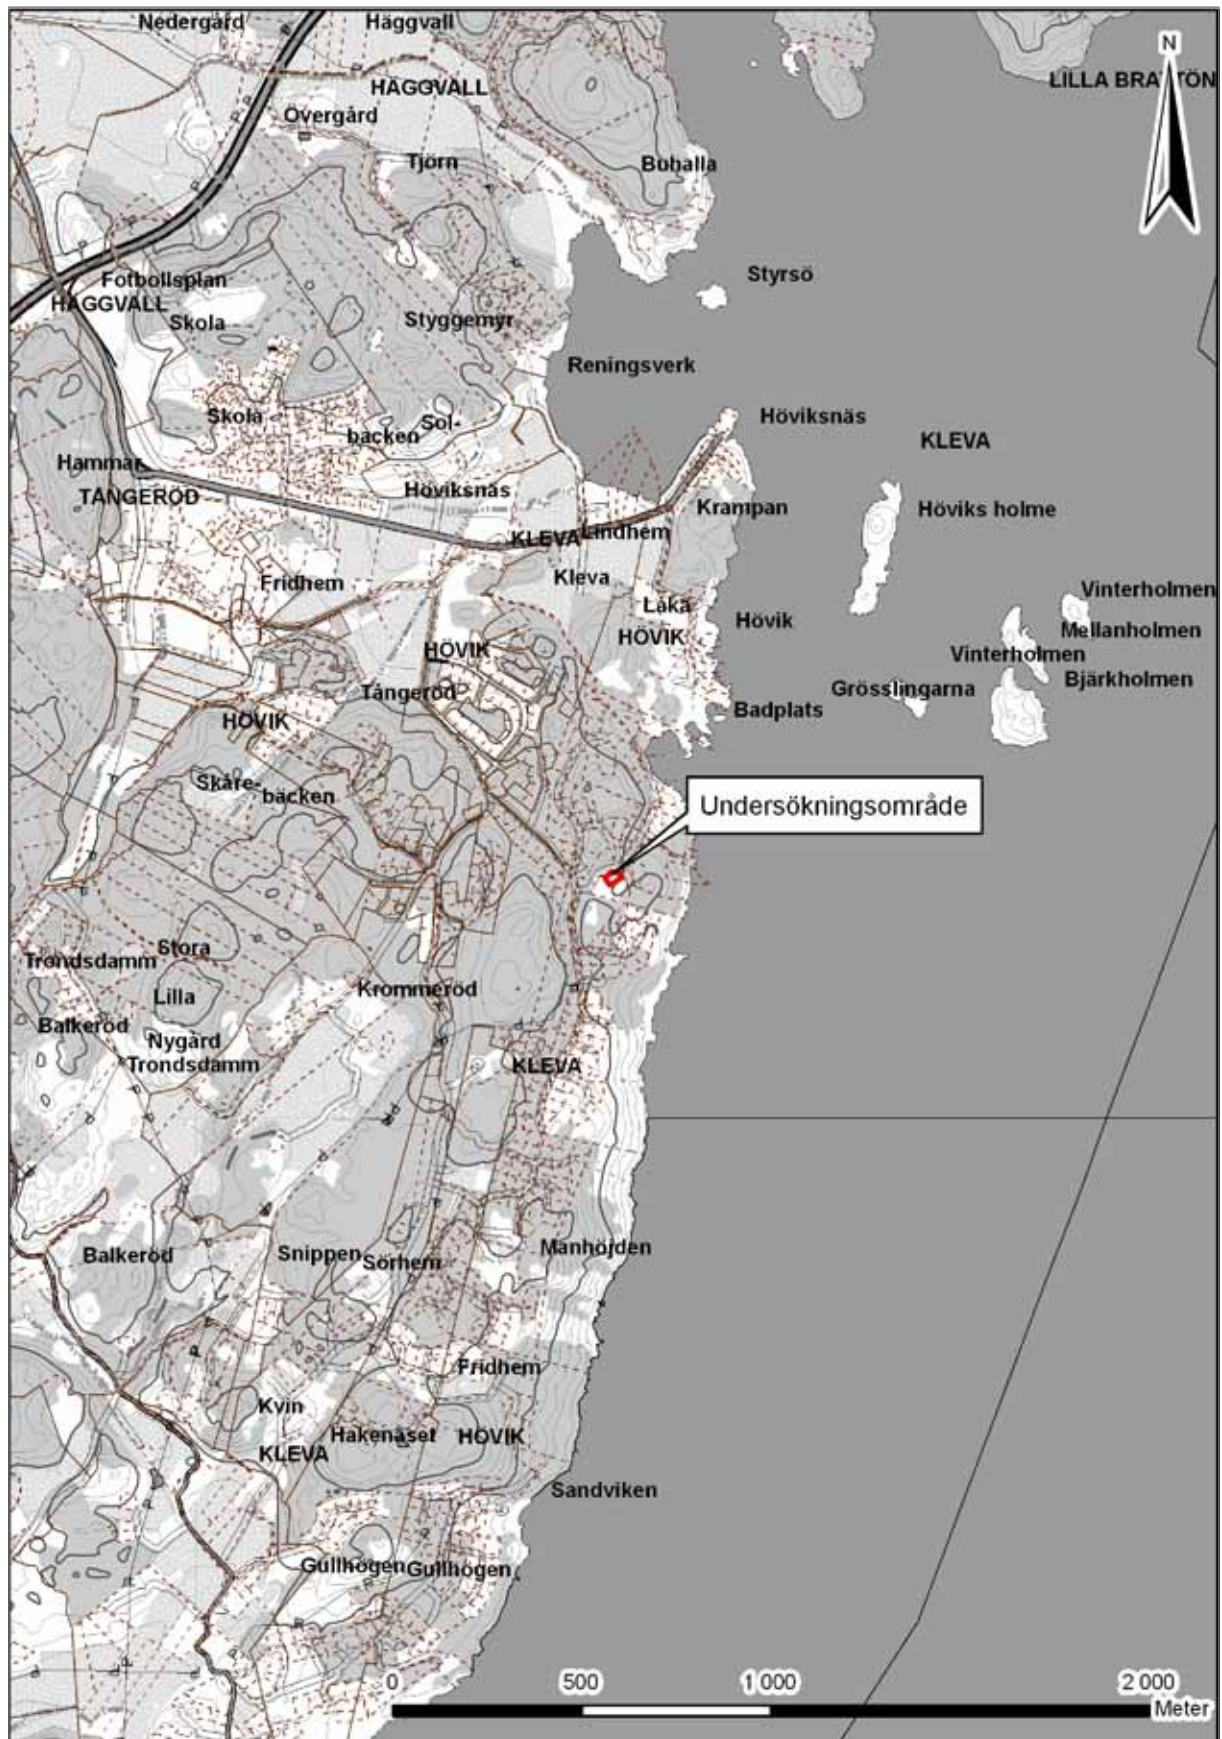 Nedergård
Häggvall
N
HÄGGVALL
LILLA BRATTÖN
Övergård
Tjörn
Buhalla
Styrsö
Fotbollsplan
HÄGGVALL
Skola
Styggemyr
Reningsverk
Skola
Sol-
backen
Höviksnäs
KLEVA
Hammar
TÅNGERÖD
Höviksnäs
Krampan
Höviks holme
KLEVA
Lindhem
Fridhem
Kleva
Låka
Vinterholmen
HÖVIK
Hövik
Mellanholmen
HÖVIK
Vinterholmen
Bjärkholmen
Tångeröd
Grösslingarna
HÖVIK
Badplats
Skåre-
bäcken
Undersökningsområde
Stora
Trondsdamm
Lilla
Krommeröd
Balkeröd
Nygård
Trondsdamm
KLEVA
Balkeröd
Snippen
Sörhem
Manhöjden
Fridhem
Kvin
KLEVA
Hakenäset
HÖVIK
Sandviken
Gullhögen
Gullhögen
0
500
1 000
2 000
Meter